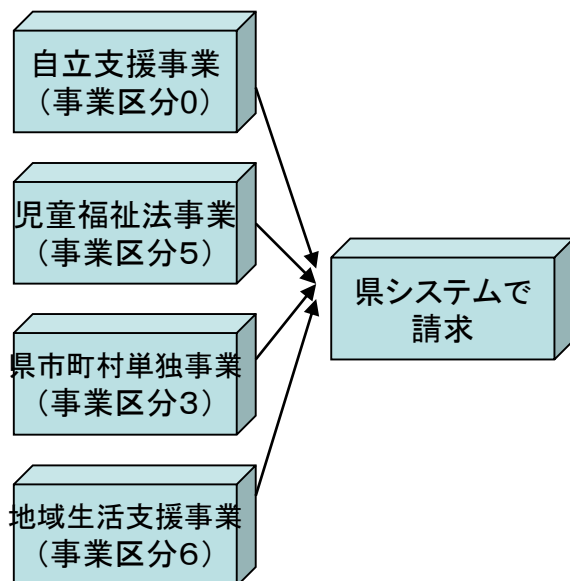 自立支援事業
（事業区分０）
児童福祉法事業
（事業区分５）
県システムで
請求
県市町村単独事業
（事業区分３）
地域生活支援事業
（事業区分６）